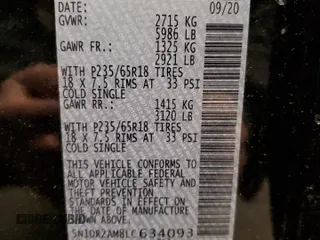 DATE: 09/20
GVWR: 2715 KG
5986 LB
GAWR FR.: 1325 KG
2921 LB
WITH P235/65R18 TIRES
18 X 7.5 RIMS AT 33 PSI
COLD SINGLE
GAWR RR.: 1415 KG
3120 LB
WITH P235/65R18 TIRES
18 X 7.5 RIMS AT 33 PSI
COLD SINGLE
THIS VEHICLE CONFORMS TO
ALL APPLICABLE FEDERAL
MOTOR VEHICLE SAFETY AND
IN EFFECT ON THE
DATE OF MANUFACTURE
SHOWN ABOVE.
5N1DR2AM8LC634093